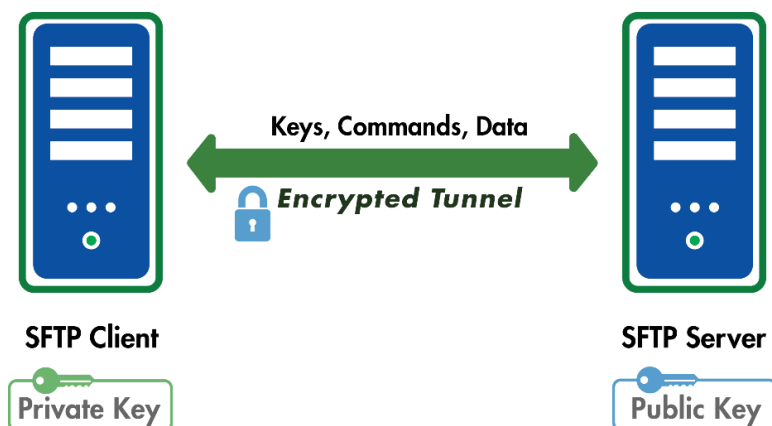 Keys, Commands, Data
Encrypted Tunnel
SFTP Client
SFTP Server
Private Key
Public Key